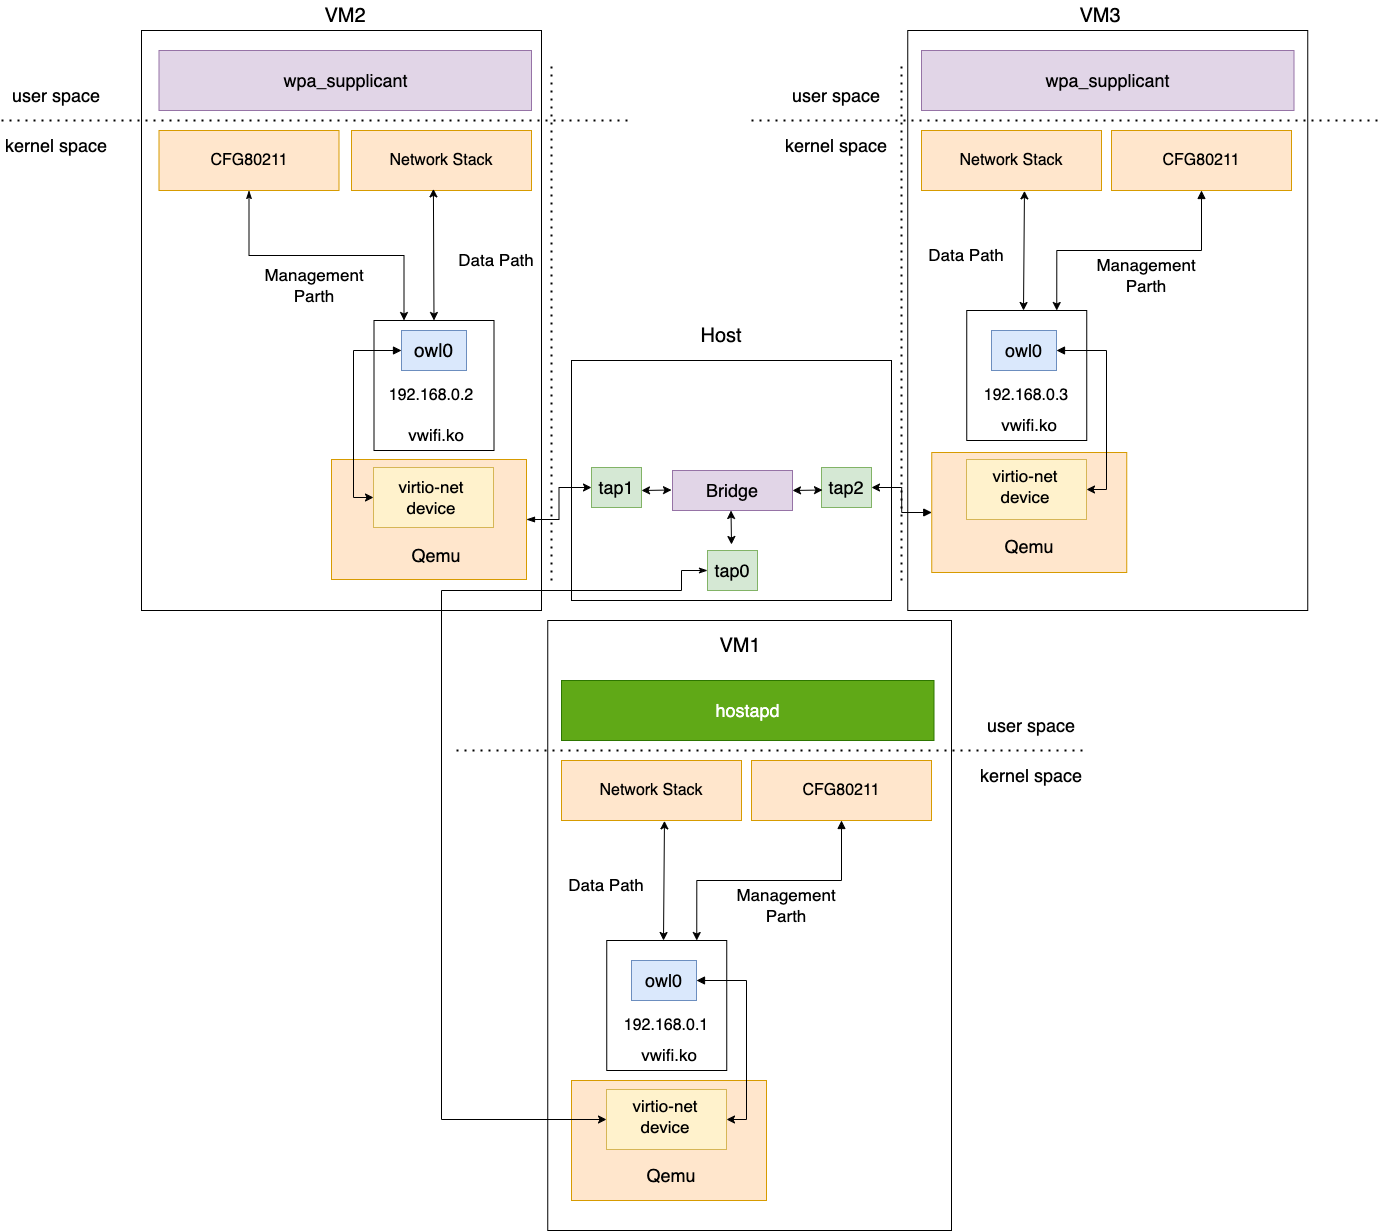 VM2
wpa_supplicant
user space
kernel space
CFG80211
Network Stack
Management
Parth
Data Path
owl0
192.168.0.2
vwifi.ko
virtio-net
device
Qemu
VM3
wpa_supplicant
user space
kernel space
Network Stack
CFG80211
Data Path
Management
Parth
owl0
192.168.0.3
vwifi.ko
virtio-net
device
Qemu
Host
tap1
Bridge
tap2
tap0
VM1
hostapd
user space
kernel space
Network Stack
CFG80211
Data Path
Management
Parth
owl0
192.168.0.1
vwifi.ko
virtio-net
device
Qemu